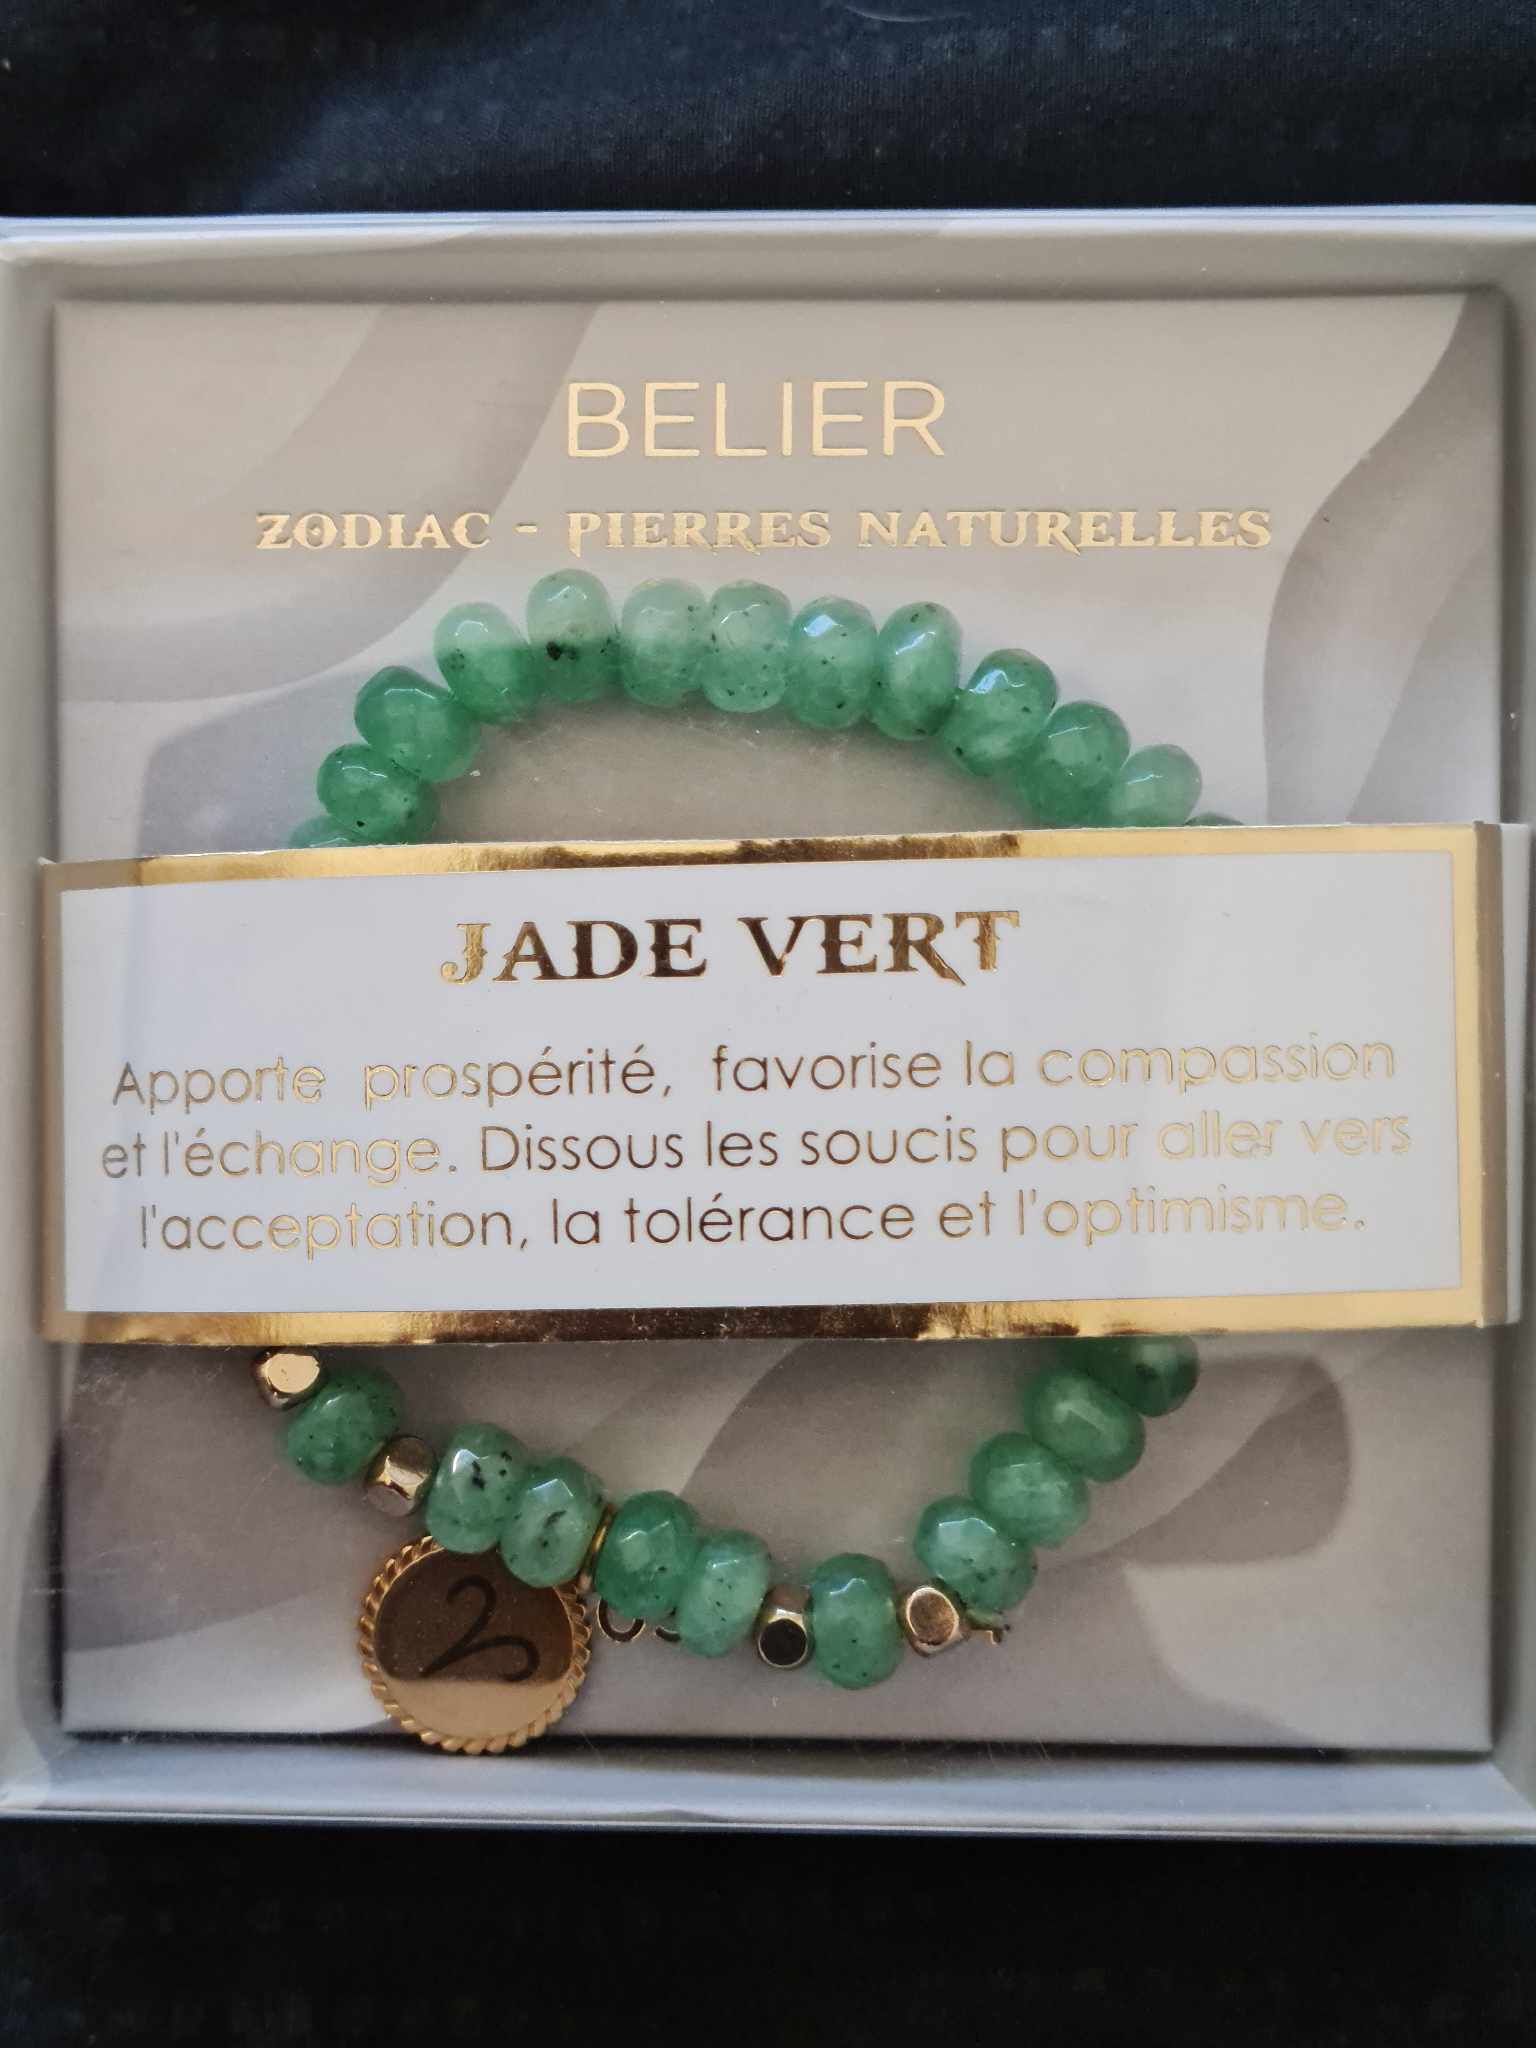 BELIER
ZODIAC - PIERRES NATURELLES
JADE VERT
Apporte prospérité, favorise la compassion
et l'échange. Dissous les soucis pour aller vers
l'acceptation, la tolérance et l'optimisme.